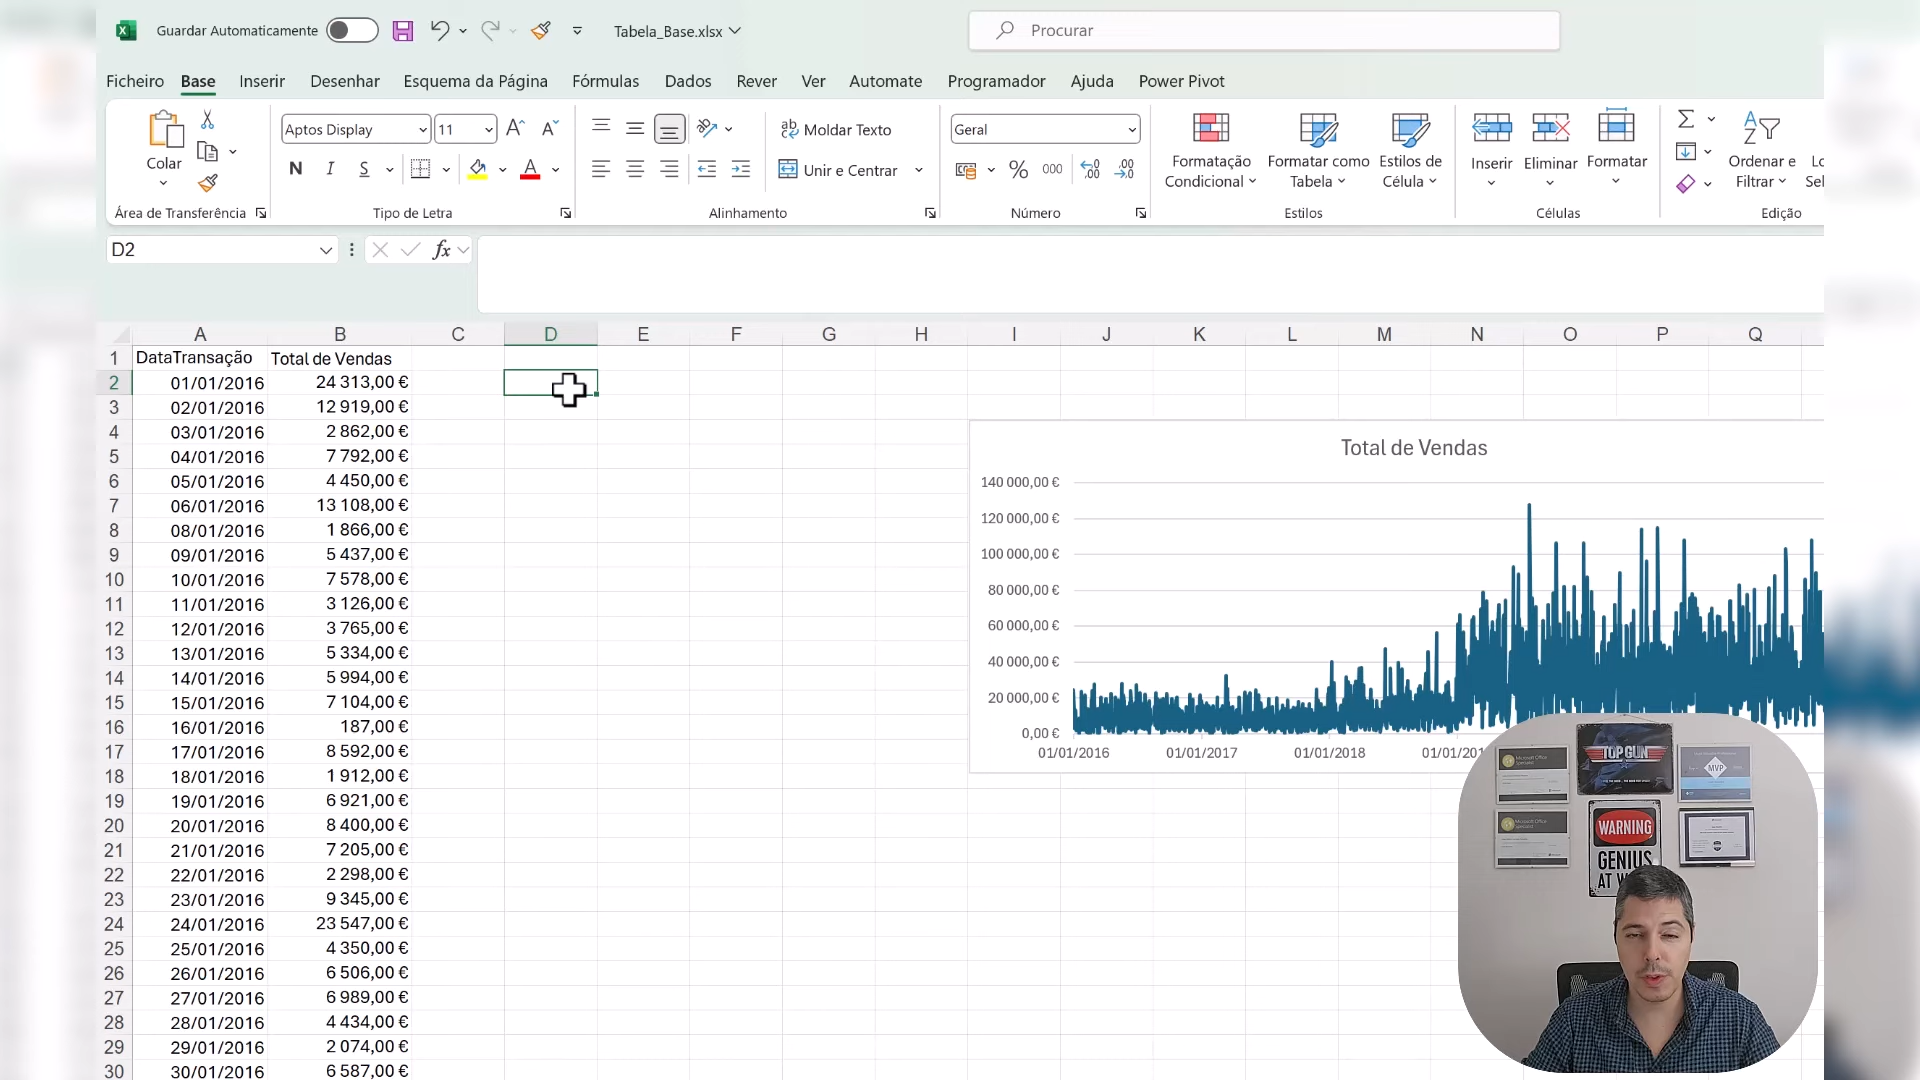 Guardar Automaticamente
Tabela_Base.xlsx
Procurar
Ficheiro Base Inserir Desenhar Esquema da Página Fórmulas Dados Rever Ver Automate Programador Ajuda Power Pivot
Colar
Área de Transferência
Aptos Display 11
N I S
Tipo de Letra
Moldar Texto
Unir e Centrar
Alinhamento
Geral
% 000
Número
Formatação Condicional
Formatar como Tabela
Estilos de Célula
Estilos
Inserir Eliminar Formatar
Células
Ordenar e Filtrar
Edição
D2
fx
A B C D E F G H I J K L M N O P Q
1 DataTransação Total de Vendas
2 01/01/2016 24 313,00 €
3 02/01/2016 12 919,00 €
4 03/01/2016 2 862,00 €
5 04/01/2016 7 792,00 €
6 05/01/2016 4 450,00 €
7 06/01/2016 13 108,00 €
8 08/01/2016 1 866,00 €
9 09/01/2016 5 437,00 €
10 10/01/2016 7 578,00 €
11 11/01/2016 3 126,00 €
12 12/01/2016 3 765,00 €
13 13/01/2016 5 334,00 €
14 14/01/2016 5 994,00 €
15 15/01/2016 7 104,00 €
16 16/01/2016 187,00 €
17 17/01/2016 8 592,00 €
18 18/01/2016 1 912,00 €
19 19/01/2016 6 921,00 €
20 20/01/2016 8 400,00 €
21 21/01/2016 7 205,00 €
22 22/01/2016 2 298,00 €
23 23/01/2016 9 345,00 €
24 24/01/2016 23 547,00 €
25 25/01/2016 4 350,00 €
26 26/01/2016 6 506,00 €
27 27/01/2016 6 989,00 €
28 28/01/2016 4 434,00 €
29 29/01/2016 2 074,00 €
30 30/01/2016 6 587,00 €
Total de Vendas
140 000,00 €
120 000,00 €
100 000,00 €
80 000,00 €
60 000,00 €
40 000,00 €
20 000,00 €
0,00 €
01/01/2016 01/01/2017 01/01/2018
TOP GUN
MVP
WARNING
GENIUS
AT